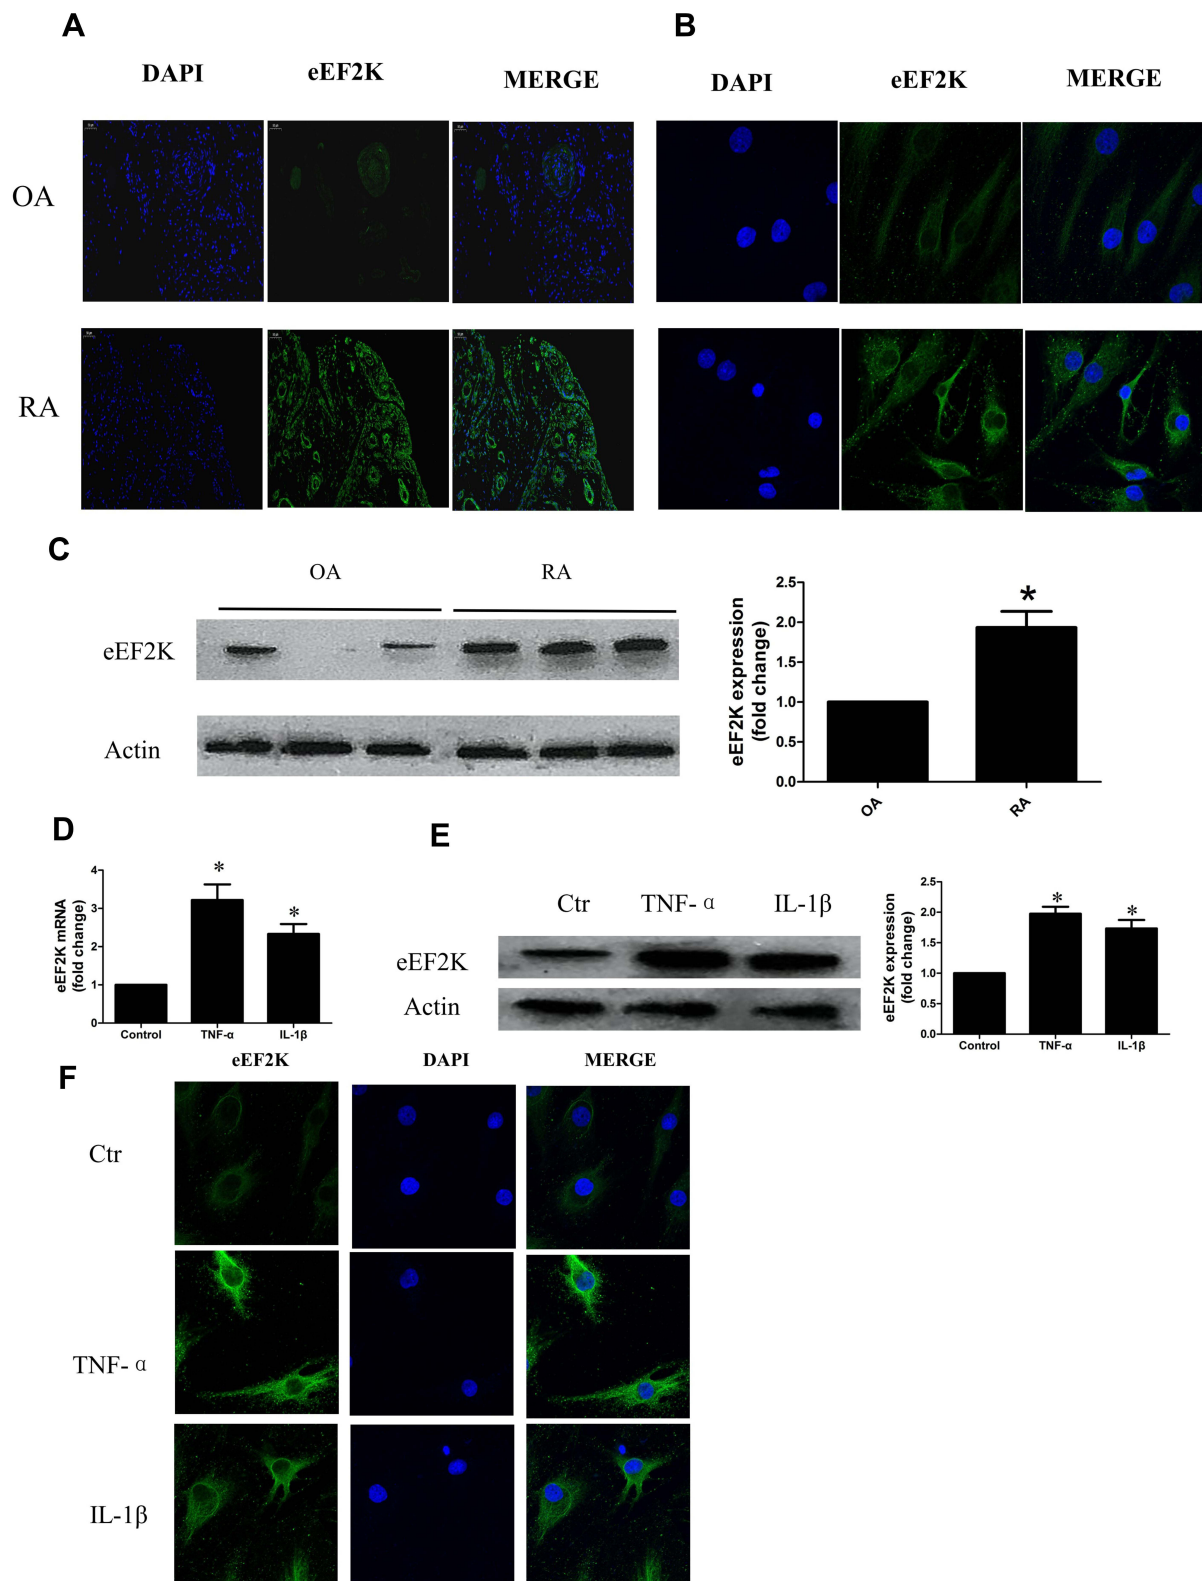 A
B
DAPI eEF2K MERGE
DAPI eEF2K MERGE
OA
RA
C
OA RA
eEF2K
Actin
eEF2K expression
(fold change)
2.5
2.0
1.5
1.0
0.5
0.0
*
OA RA
D
eEF2K mRNA
(fold change)
4
3
2
1
0
* *
Control TNF-α IL-1β
E
Ctr TNF-α IL-1β
eEF2K
Actin
eEF2K expression
(fold change)
2.5
2.0
1.5
1.0
0.5
0.0
* *
Control TNF-α IL-1β
F
eEF2K DAPI MERGE
Ctr
TNF-α
IL-1β